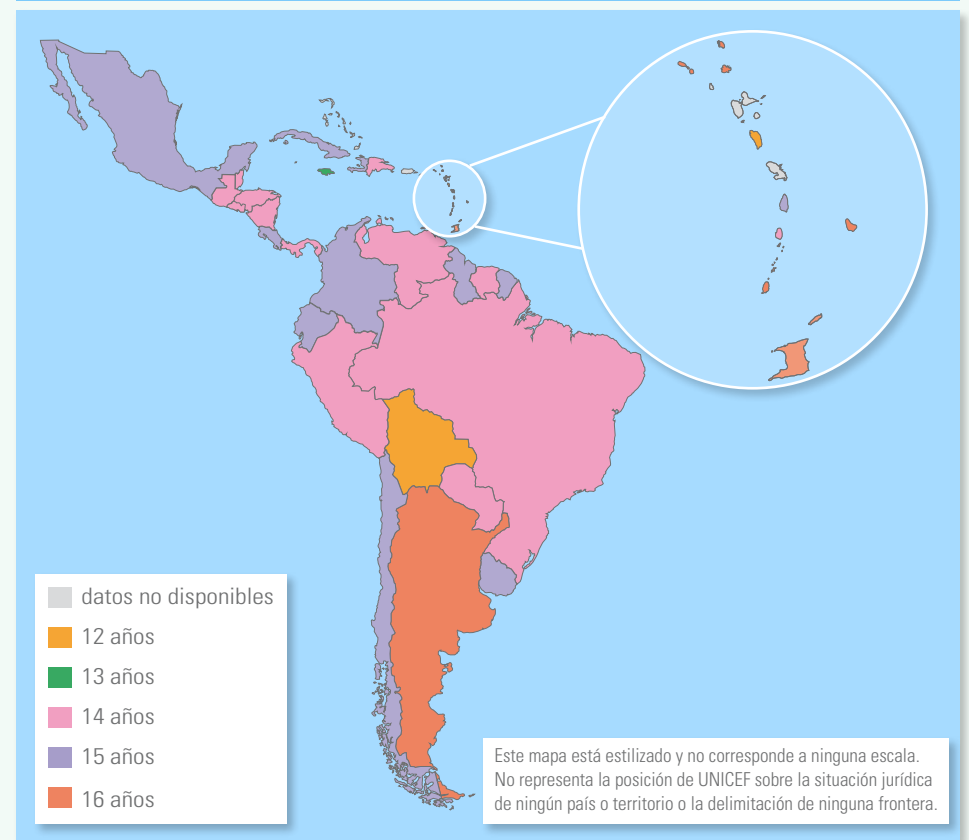 datos no disponibles
12 años
13 años
14 años
15 años
16 años
Este mapa está estilizado y no corresponde a ninguna escala.
No representa la posición de UNICEF sobre la situación jurídica
de ningún país o territorio o la delimitación de ninguna frontera.